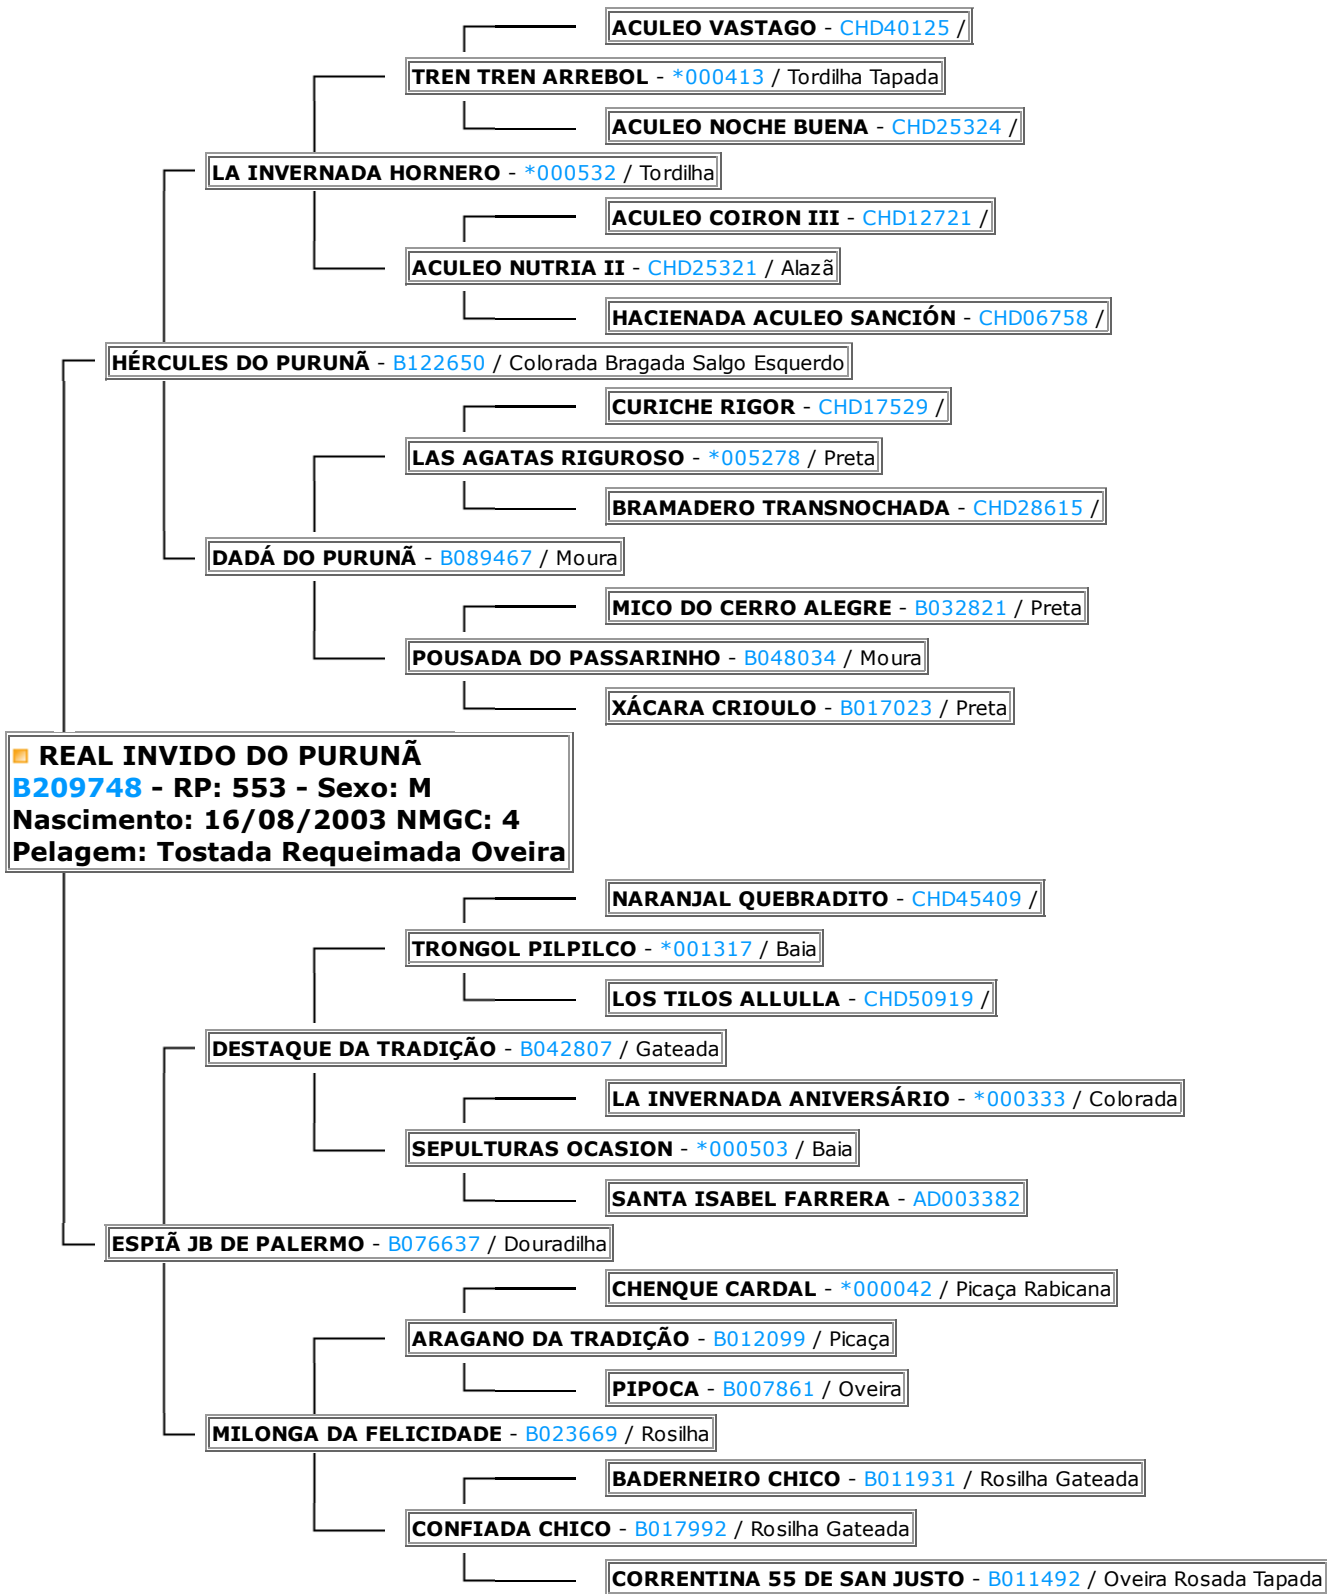 ACULEO VASTAGO - CHD40125 /
TREN TREN ARREBOL - *000413 / Tordilha Tapada
ACULEO NOCHE BUENA - CHD25324 /
LA INVERNADA HORNERO - *000532 / Tordilha
ACULEO COIRON III - CHD12721 /
ACULEO NUTRIA II - CHD25321 / Alazã
HACIENADA ACULEO SANCIÓN - CHD06758 /
HÉRCULES DO PURUNÃ - B122650 / Colorada Bragada Salgo Esquerdo
CURICHE RIGOR - CHD17529 /
LAS AGATAS RIGUROSO - *005278 / Preta
BRAMADERO TRANSNOCHADA - CHD28615 /
DADÁ DO PURUNÃ - B089467 / Moura
MICO DO CERRO ALEGRE - B032821 / Preta
POUSADA DO PASSARINHO - B048034 / Moura
XÁCARA CRIOULO - B017023 / Preta
REAL INVIDO DO PURUNÃ
B209748 - RP: 553 - Sexo: M
Nascimento: 16/08/2003 NMGC: 4
Pelagem: Tostada Requeimada Oveira
NARANJAL QUEBRADITO - CHD45409 /
TRONGOL PILPILCO - *001317 / Baia
LOS TILOS ALLULLA - CHD50919 /
DESTAQUE DA TRADIÇÃO - B042807 / Gateada
LA INVERNADA ANIVERSÁRIO - *000333 / Colorada
SEPULTURAS OCASION - *000503 / Baia
SANTA ISABEL FARRERA - AD003382
ESPIÃ JB DE PALERMO - B076637 / Douradilha
CHENQUE CARDAL - *000042 / Picaça Rabicana
ARAGANO DA TRADIÇÃO - B012099 / Picaça
PIPOCA - B007861 / Oveira
MILONGA DA FELICIDADE - B023669 / Rosilha
BADERNEIRO CHICO - B011931 / Rosilha Gateada
CONFIADA CHICO - B017992 / Rosilha Gateada
CORRENTINA 55 DE SAN JUSTO - B011492 / Oveira Rosada Tapada